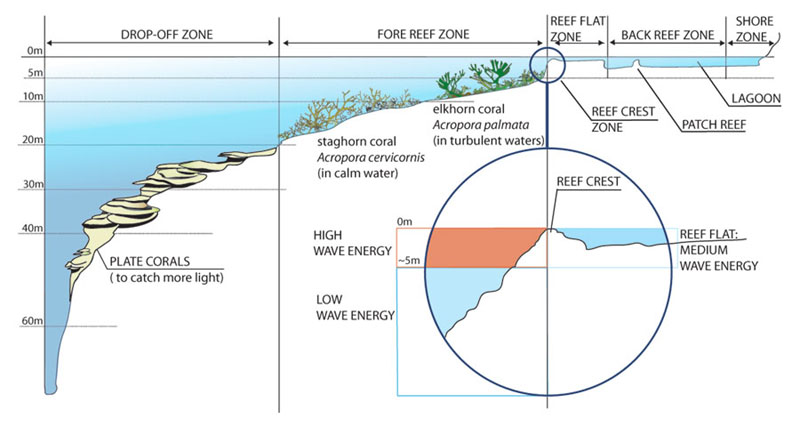 DROP-OFF ZONE
FORE REEF ZONE
REEF FLAT
ZONE
BACK REEF ZONE
SHORE
ZONE
0m
5m
10m
20m
30m
40m
60m
LAGOON
PATCH REEF
REEF CREST
ZONE
elkhorn coral
Acropora palmata
(in turbulent waters)
staghorn coral
Acropora cervicornis
(in calm water)
PLATE CORALS
( to catch more light)
REEF CREST
0m
~5m
HIGH
WAVE ENERGY
LOW
WAVE ENERGY
REEF FLAT:
MEDIUM
WAVE ENERGY